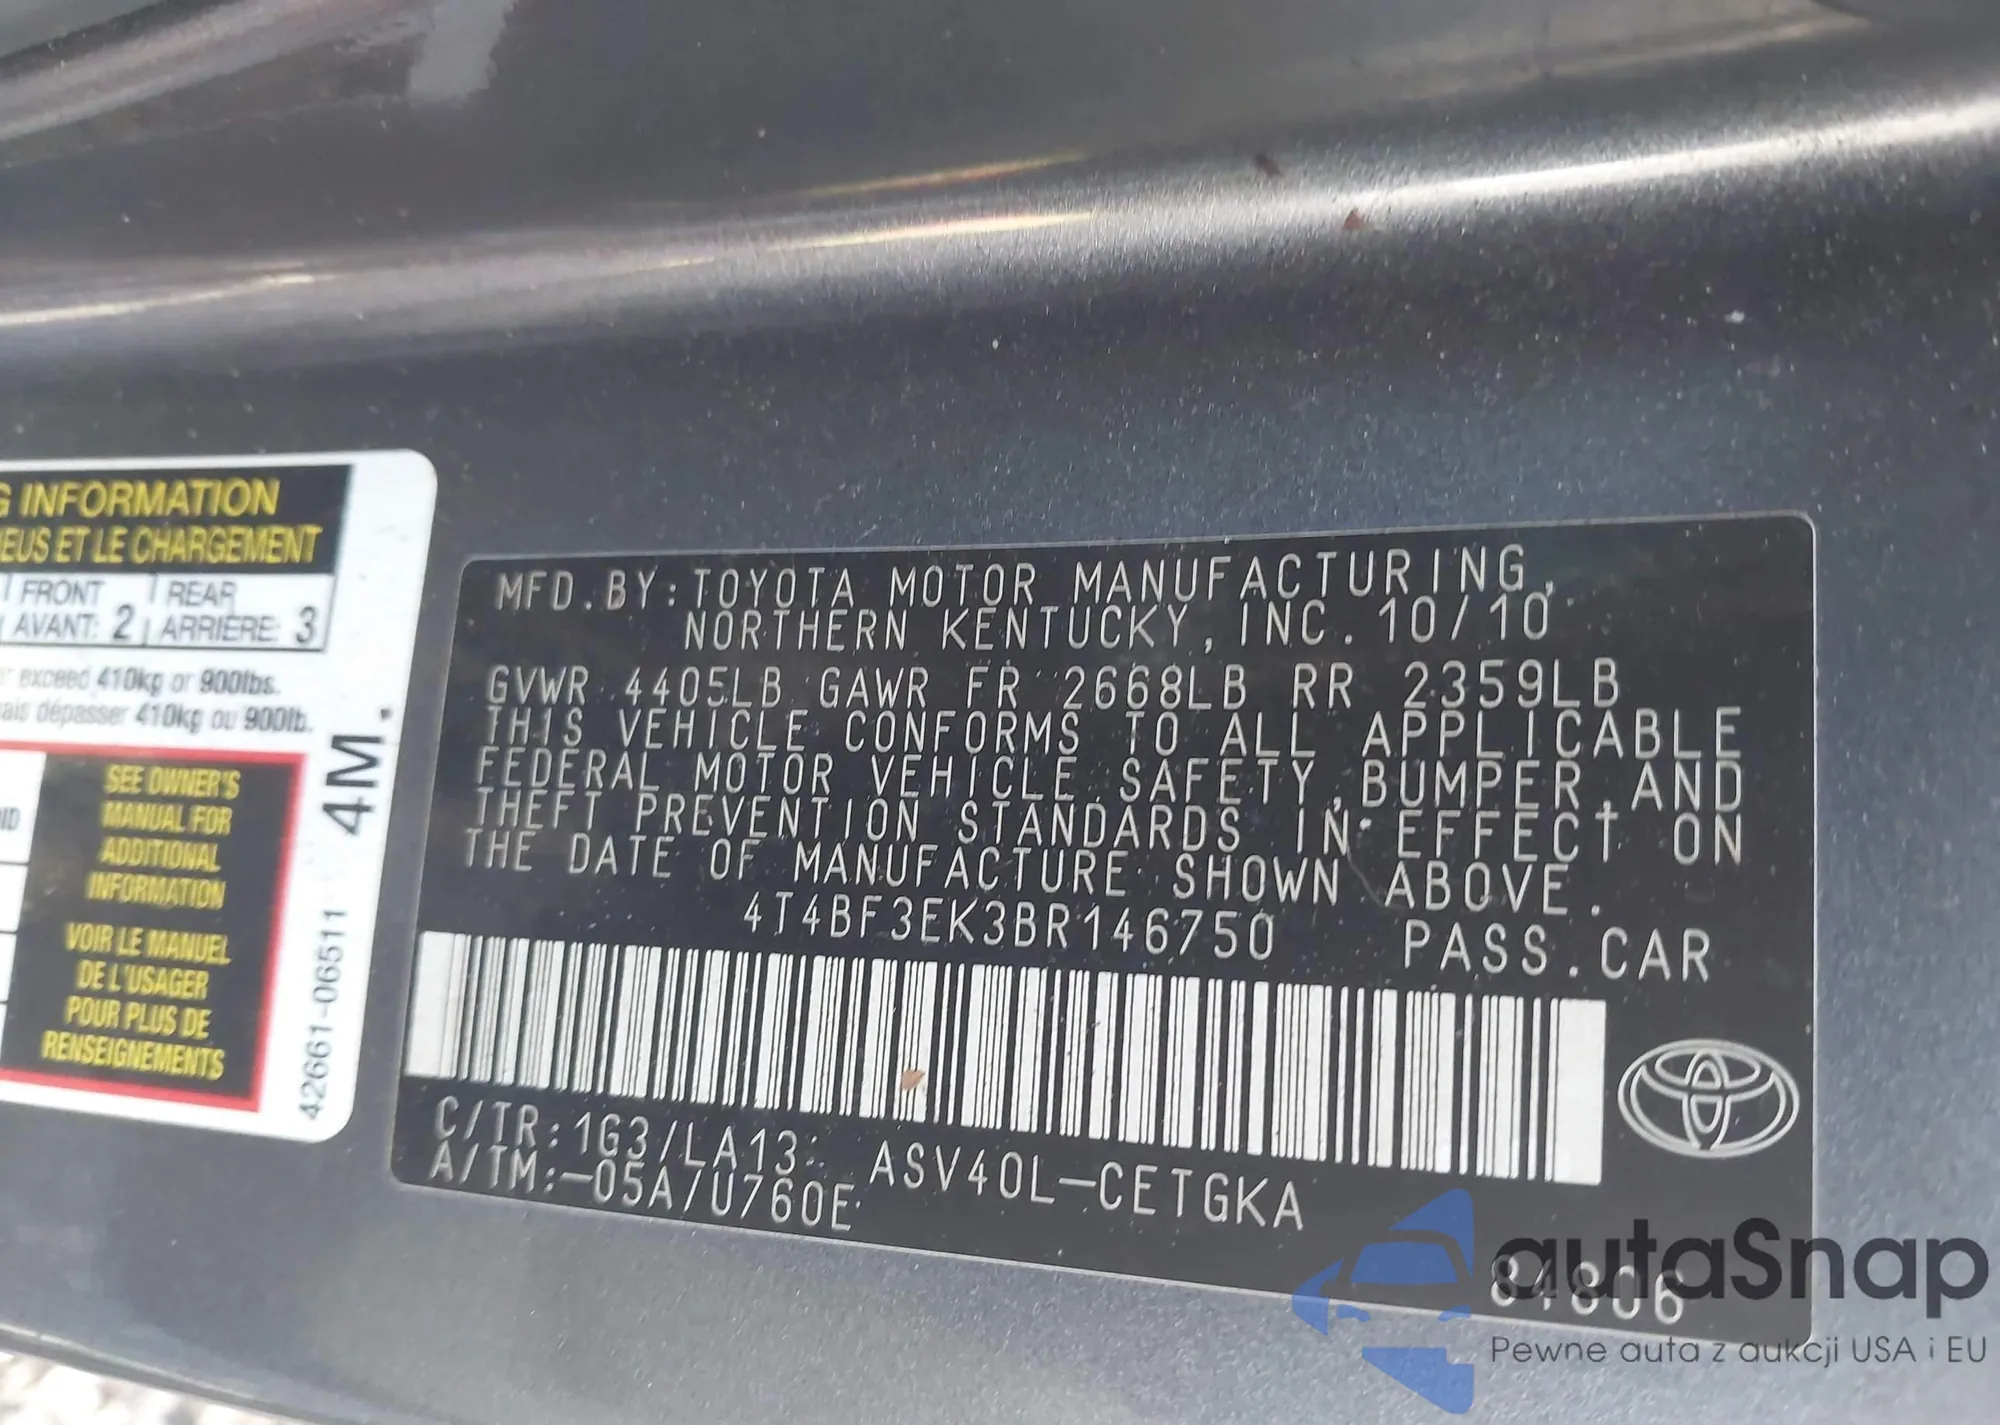 G INFORMATION
EUS ET LE CHARGEMENT
FRONT
AVANT: 2
REAR
ARRIÈRE: 3
exceed 410kg or 900lbs.
ais dépasser 410kg ou 900lb.
SEE OWNER'S
MANUAL FOR
ADDITIONAL
INFORMATION
VOIR LE MANUEL
DE L'USAGER
POUR PLUS DE
RENSEIGNEMENTS
42661-06511 4M.
MFD. BY: TOYOTA MOTOR MANUFACTURING,
NORTHERN KENTUCKY, INC. 10/10
GVWR 4405LB GAWR FR 2668LB RR 2359LB
THIS VEHICLE CONFORMS TO ALL APPLICABLE
FEDERAL MOTOR VEHICLE SAFETY, BUMPER, AND
THEFT PREVENTION STANDARDS IN EFFECT ON
THE DATE OF MANUFACTURE SHOWN ABOVE.
4T4BF3EK3BR146750 PASS. CAR
C/TR: 1G3/LA13 ASV40L-CETGKA
A/TM:-05A/U760E
84806
autaSnap
Pewne auta z aukcji USA i EU